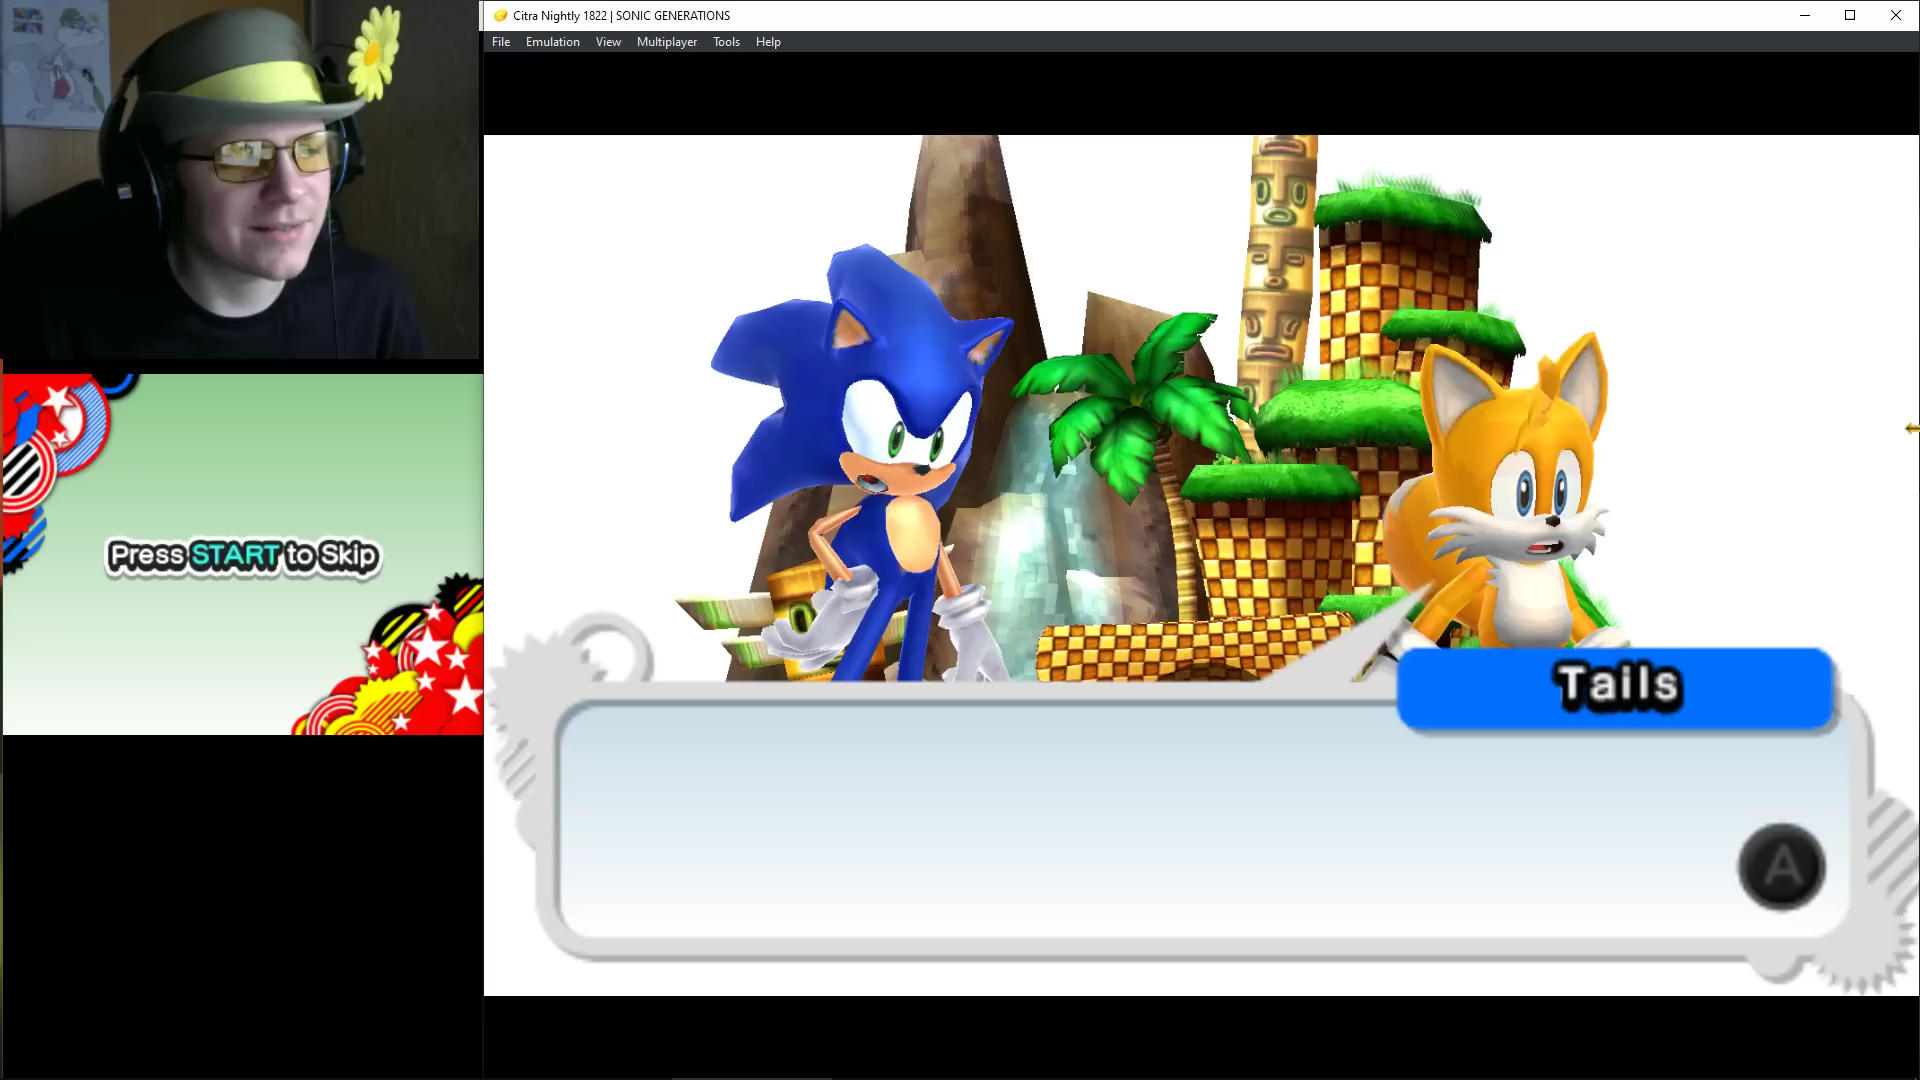 Citra Nightly 1822 | SONIC GENERATIONS
File Emulation View Multiplayer Tools Help
Press START to Skip
Tails
A